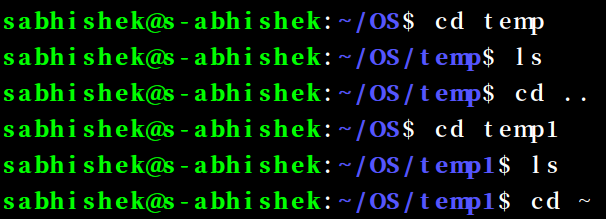 sabhishek@s-abhishek:~/OS$ cd temp
sabhishek@s-abhishek:~/OS/temp$ ls
sabhishek@s-abhishek:~/OS/temp$ cd ..
sabhishek@s-abhishek:~/OS$ cd temp1
sabhishek@s-abhishek:~/OS/temp1$ ls
sabhishek@s-abhishek:~/OS/temp1$ cd ~